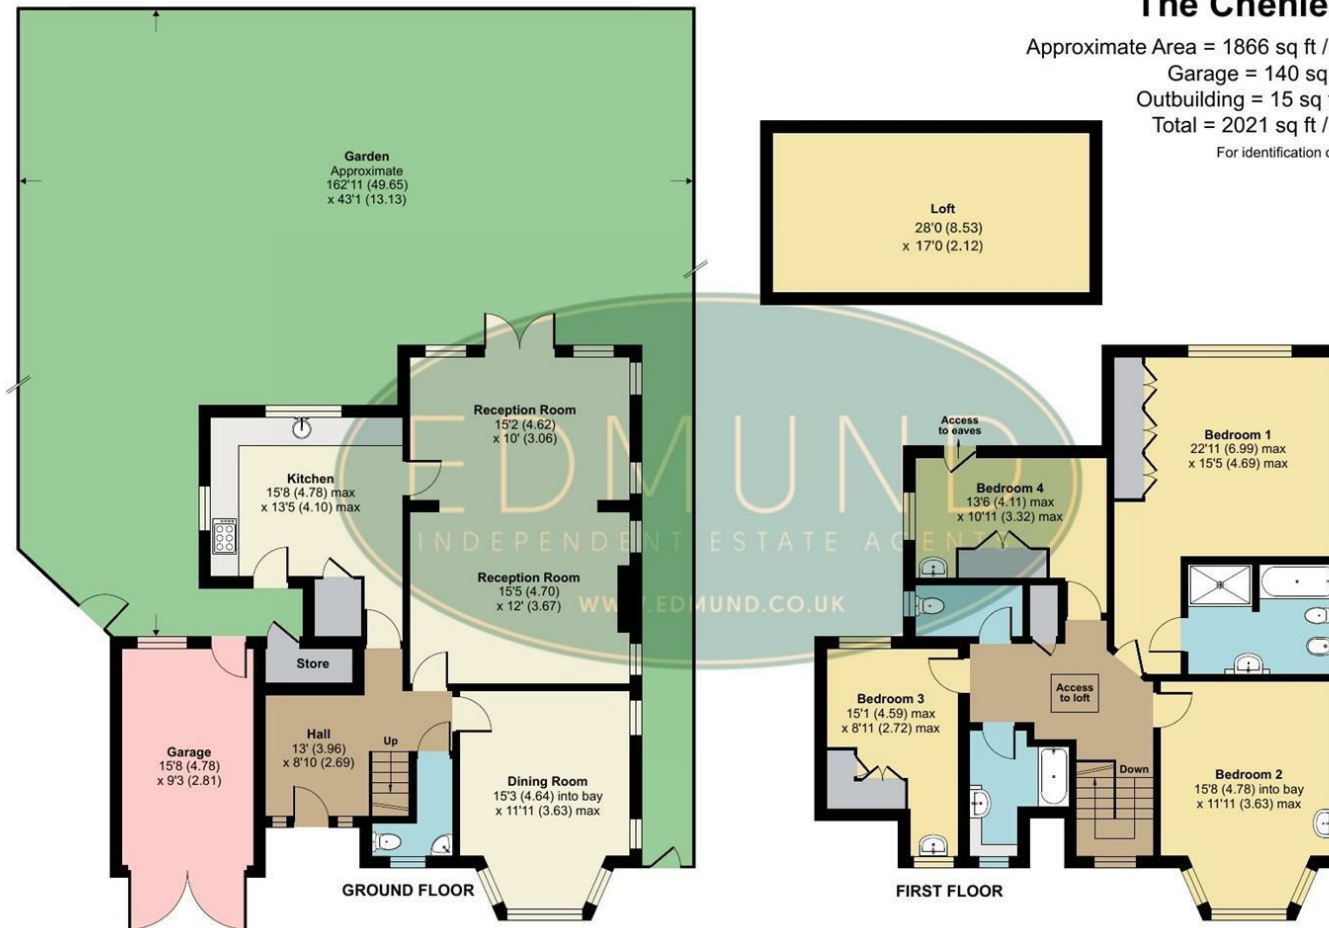 The Chenie
Approximate Area = 1866 sq ft /
Garage = 140 sq
Outbuilding = 15 sq
Total = 2021 sq ft /
For identification
Garden
Approximate
162'11 (49.65)
x 43'1 (13.13)
Loft
28'0 (8.53)
x 17'0 (2.12)
EDMUND
INDEPENDENT ESTATE AGENT
WWW.EDMUND.CO.UK
Reception Room
15'2 (4.62)
x 10' (3.06)
Kitchen
15'8 (4.78) max
x 13'5 (4.10) max
Reception Room
15'5 (4.70)
x 12' (3.67)
Store
Hall
13' (3.96)
x 8'10 (2.69)
Up
Garage
15'8 (4.78)
x 9'3 (2.81)
Dining Room
15'3 (4.64) into bay
x 11'11 (3.63) max
GROUND FLOOR
Access
to eaves
Bedroom 1
22'11 (6.99) max
x 15'5 (4.69) max
Bedroom 4
13'6 (4.11) max
x 10'11 (3.32) max
Bedroom 3
15'1 (4.59) max
x 8'11 (2.72) max
Access
to loft
Down
Bedroom 2
15'8 (4.78) into bay
x 11'11 (3.63) max
FIRST FLOOR